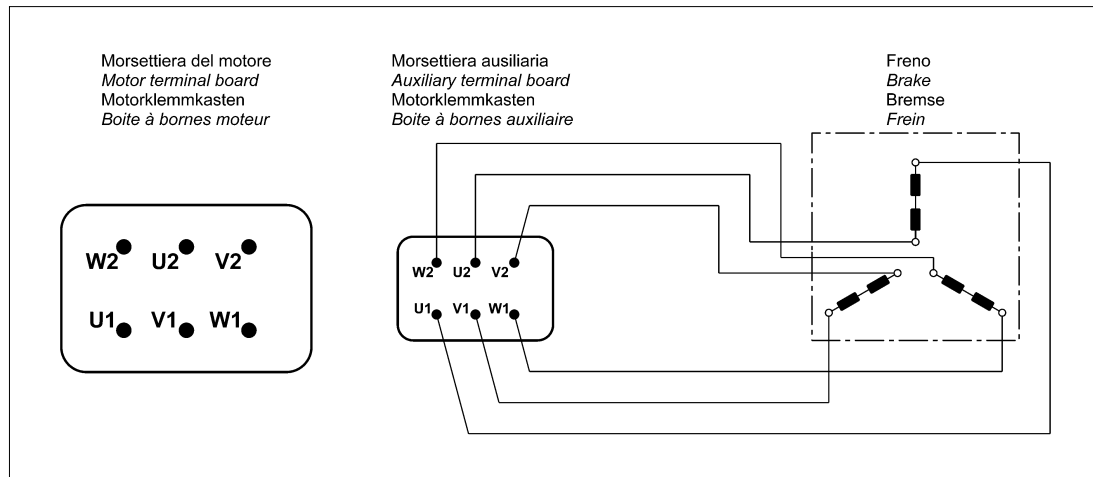 Morsettiera del motore
Motor terminal board
Motorklemmkasten
Boite à bornes moteur
Morsettiera ausiliaria
Auxiliary terminal board
Motorklemmkasten
Boite à bornes auxiliaire
Freno
Brake
Bremse
Frein
W2 U2 V2
U1 V1 W1
W2 U2 V2
U1 V1 W1